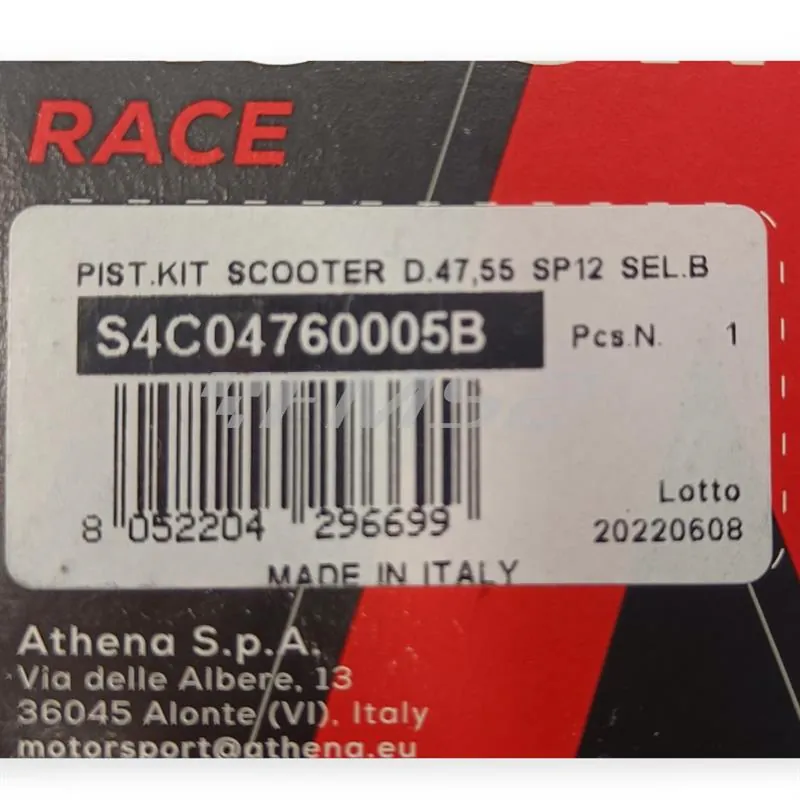 RACE
PIST.KIT SCOOTER D.47,55 SP12 SEL.B
S4C04760005B Pcs.N. 1
8 052204 296699
Lotto
20220608
MADE IN ITALY
Athena S.p.A.
Via delle Albere, 13
36045 Alonte (VI), Italy
motorsport@athena.eu